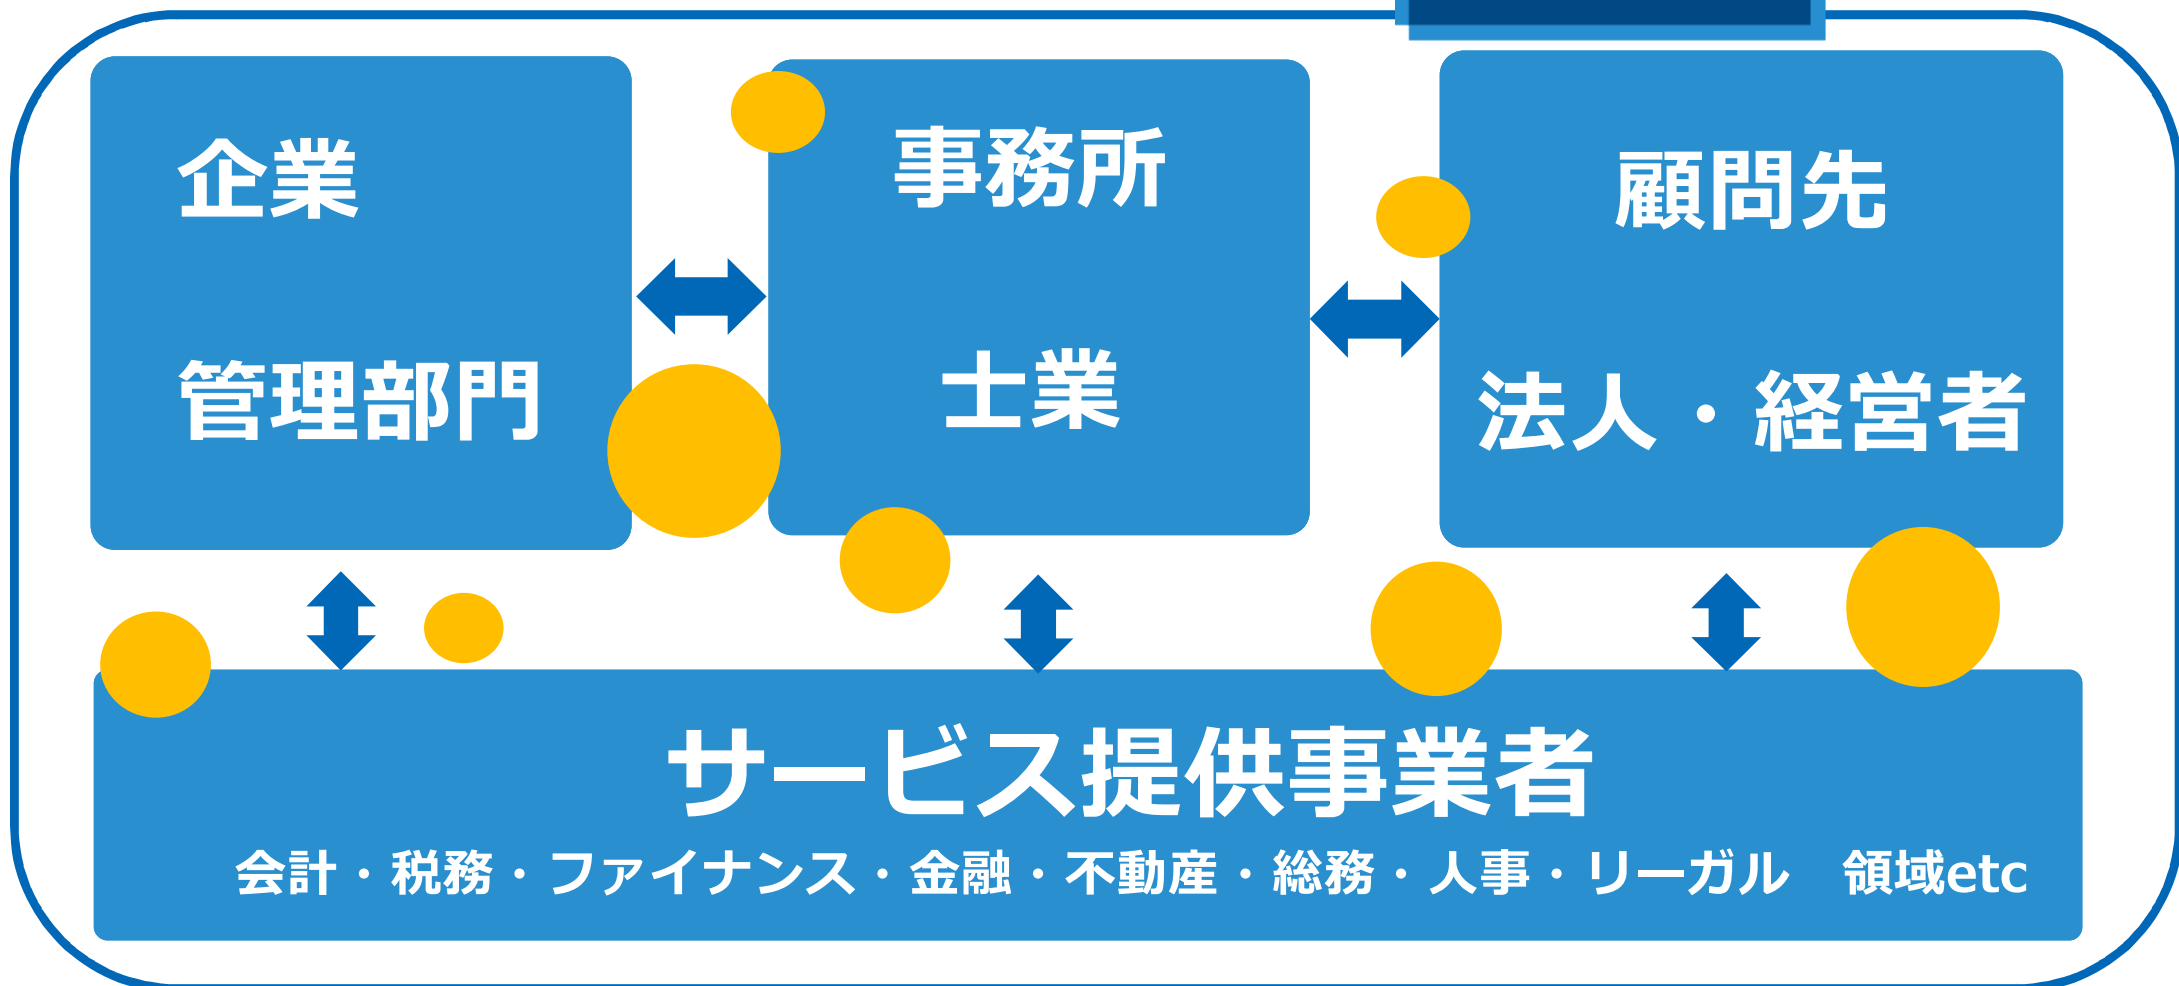 企業
管理部門
事務所
士業
顧問先
法人・経営者
サービス提供事業者
会計・税務・ファイナンス・金融・不動産・総務・人事・リーガル　領域etc